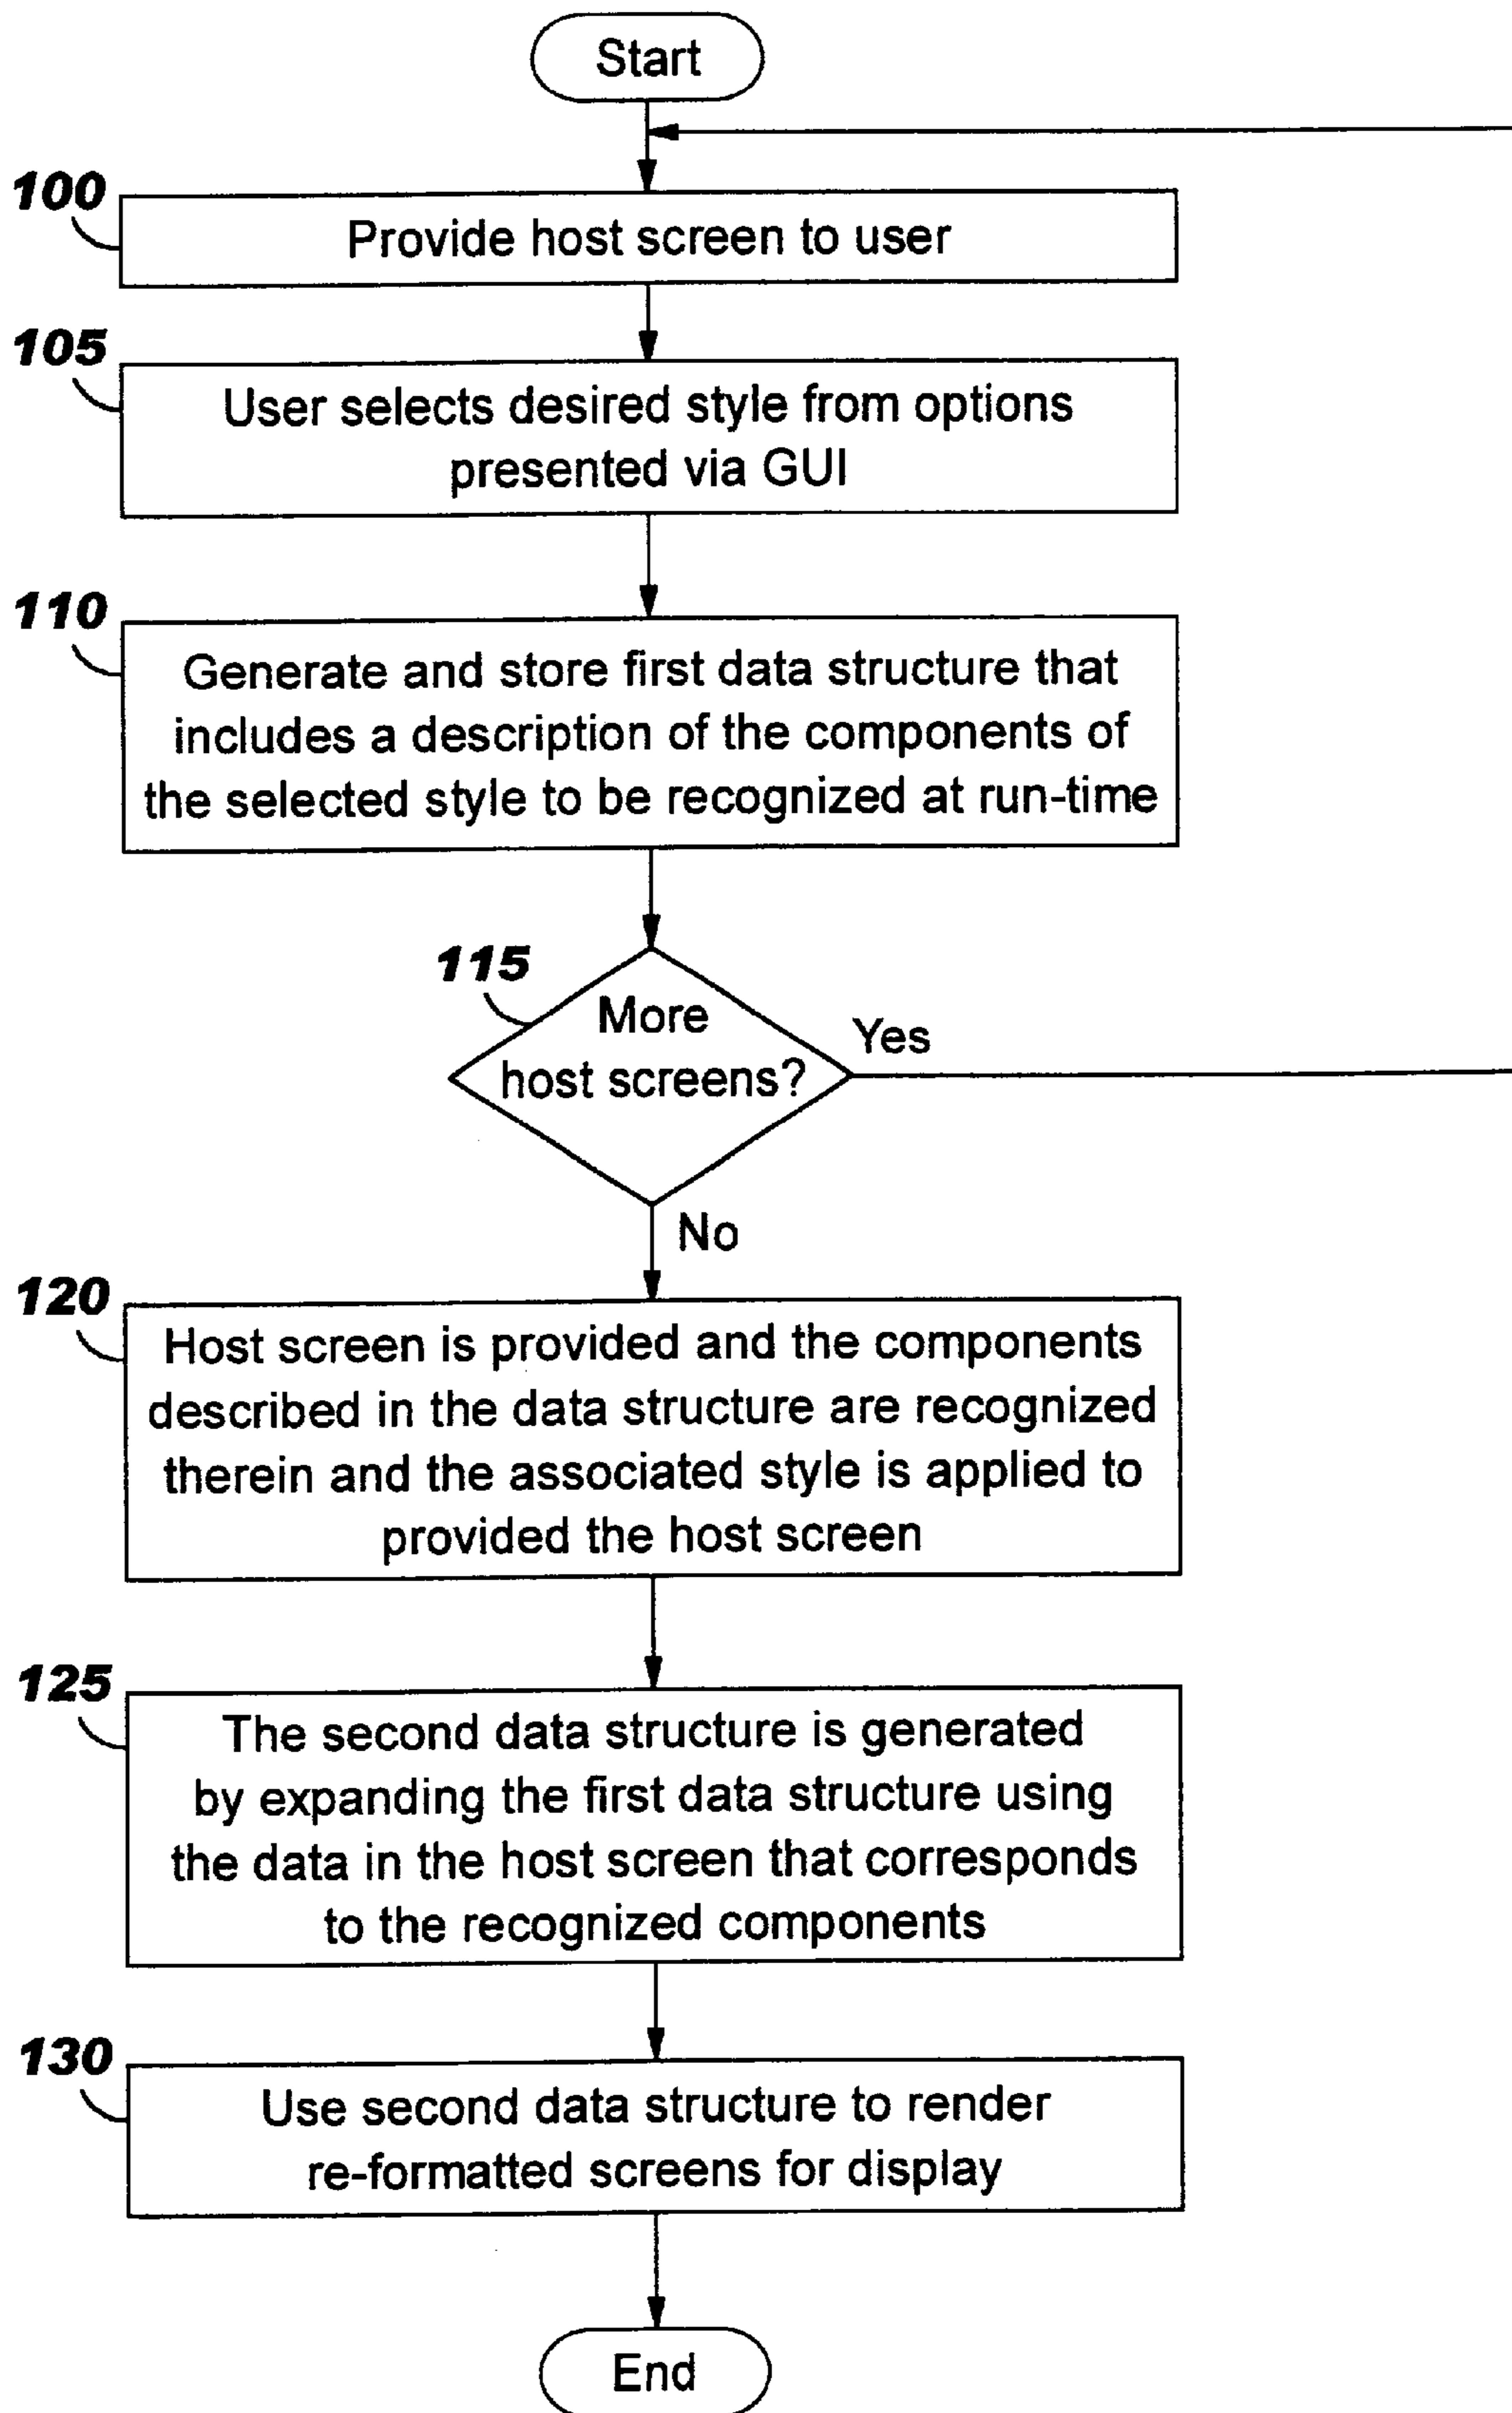 Start
100
Provide host screen to user
105
User selects desired style from options
presented via GUI
110
Generate and store first data structure that
includes a description of the components of
the selected style to be recognized at run-time
115
More
host screens?
Yes
No
120
Host screen is provided and the components
described in the data structure are recognized
therein and the associated style is applied to
provided the host screen
125
The second data structure is generated
by expanding the first data structure using
the data in the host screen that corresponds
to the recognized components
130
Use second data structure to render
re-formatted screens for display
End